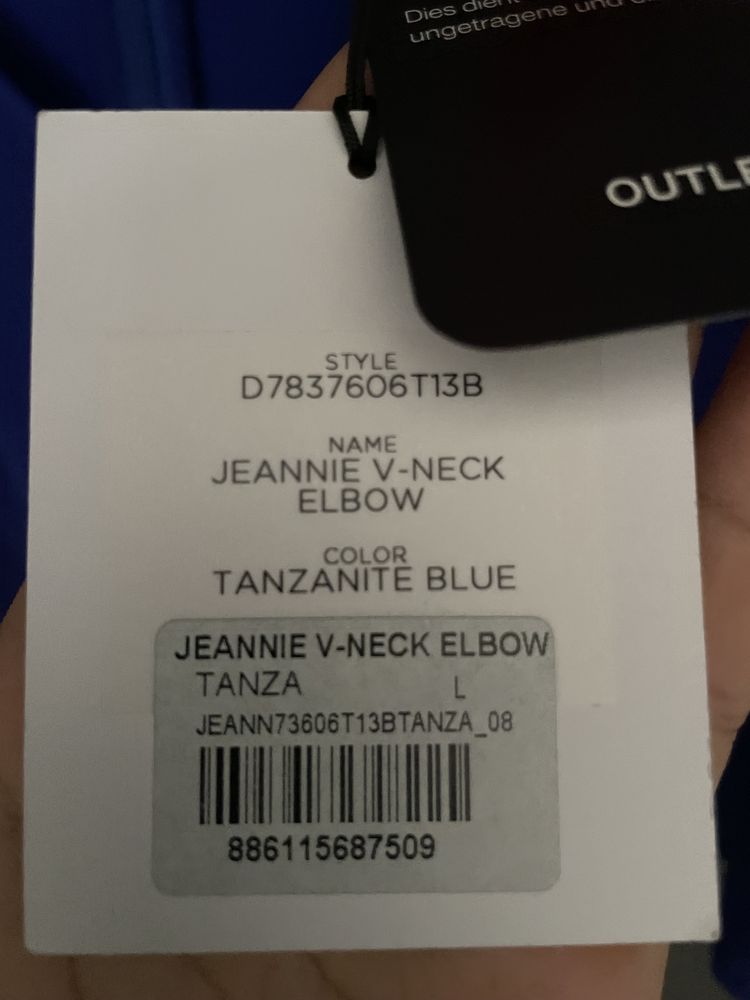 Dies
ungetragene und
OUTLE
STYLE
D7837606T13B
NAME
JEANNIE V-NECK
ELBOW
COLOR
TANZANITE BLUE
JEANNIE V-NECK ELBOW
TANZA L
JEANN73606T13BTANZA_08
886115687509